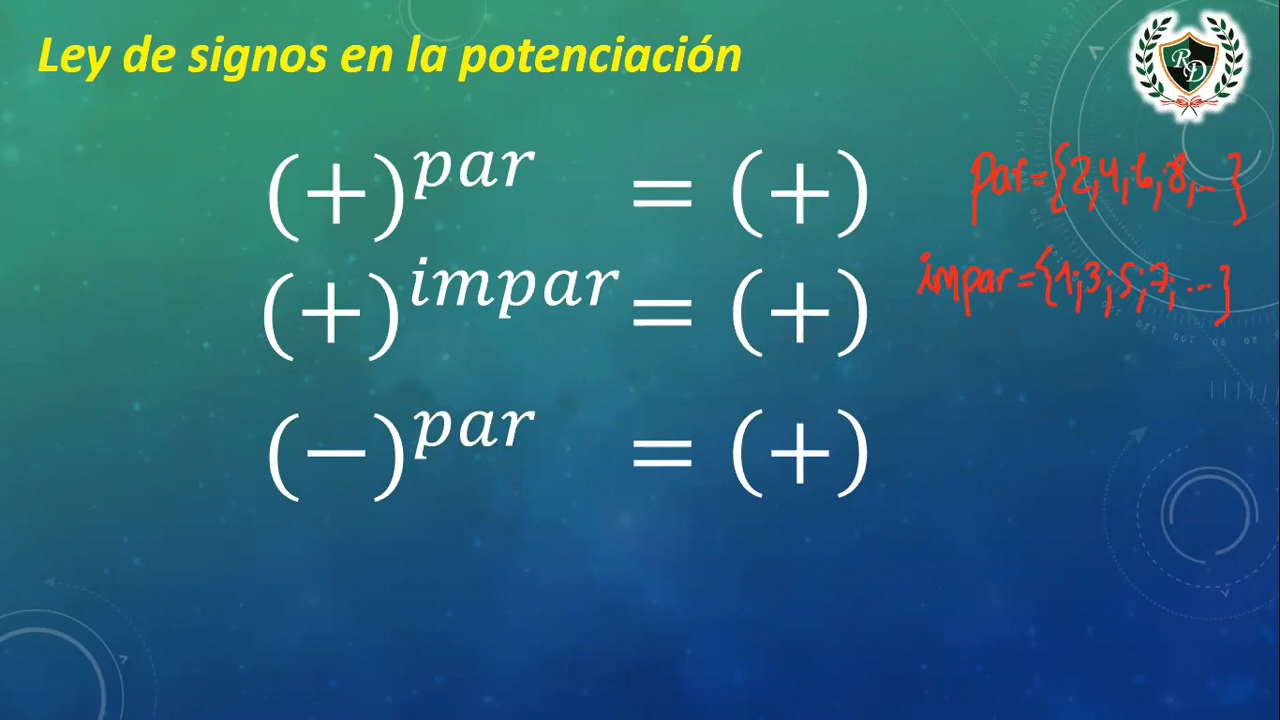 Ley de signos en la potenciación
RD
(+)^par = (+)
par={2,4,6,8,...}
(+)^impar = (+)
impar={1;3;5;7;...}
(−)^par = (+)